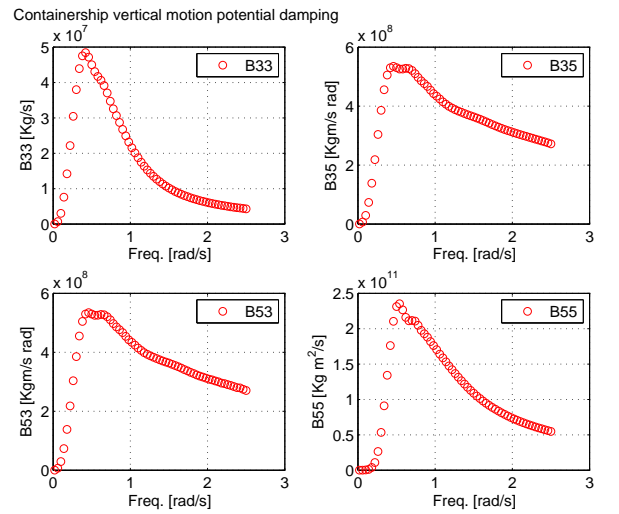 Containership vertical motion potential damping
x 10^7
B33
5
4
3
2
1
0
0 1 2 3
B33 [Kg/s]
Freq. [rad/s]
x 10^8
B35
6
4
2
0
0 1 2 3
B35 [Kgm/s rad]
Freq. [rad/s]
x 10^8
B53
6
4
2
0
0 1 2 3
B53 [Kgm/s rad]
Freq. [rad/s]
x 10^11
B55
2.5
2
1.5
1
0.5
0
0 1 2 3
B55 [Kg m^2/s]
Freq. [rad/s]